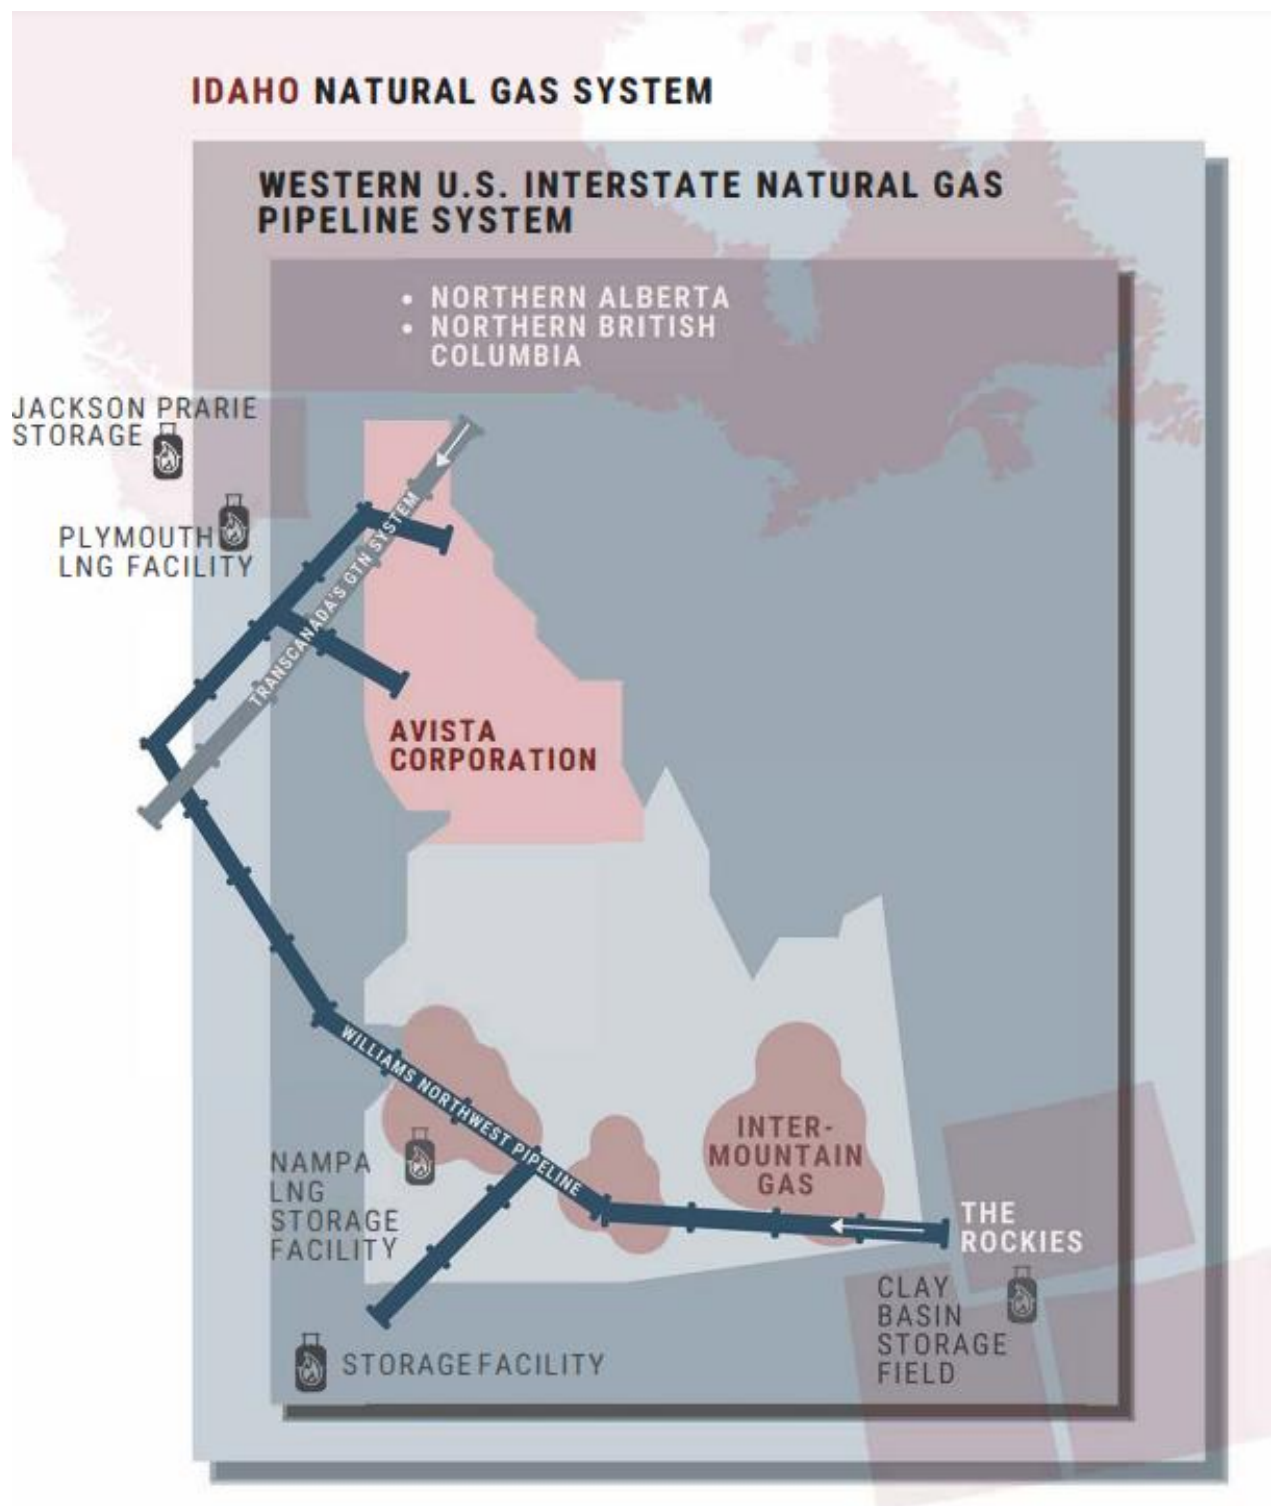 IDAHO NATURAL GAS SYSTEM
WESTERN U.S. INTERSTATE NATURAL GAS
PIPELINE SYSTEM
• NORTHERN ALBERTA
• NORTHERN BRITISH
COLUMBIA
JACKSON PRARIE
STORAGE
PLYMOUTH
LNG FACILITY
TRANSCANADA'S GTN SYSTEM
AVISTA
CORPORATION
WILLIAMS NORTHWEST PIPELINE
INTER-
MOUNTAIN
GAS
NAMPA
LNG
STORAGE
FACILITY
THE
ROCKIES
CLAY
BASIN
STORAGE
FIELD
STORAGE FACILITY